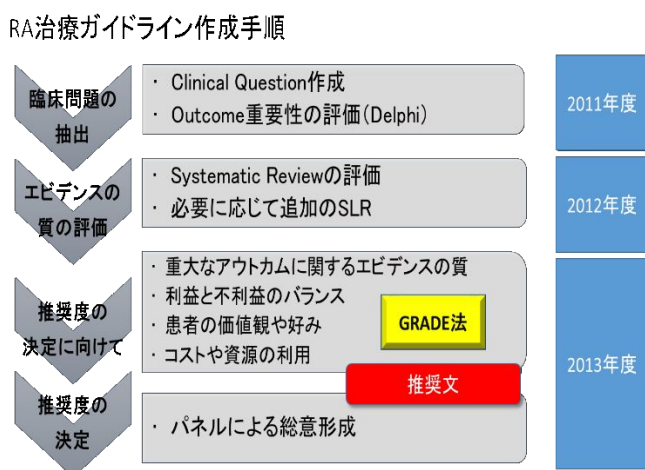 RA治療ガイドライン作成手順
臨床問題の
抽出
・ Clinical Question作成
・ Outcome重要性の評価(Delphi)
2011年度
エビデンスの
質の評価
・ Systematic Reviewの評価
・ 必要に応じて追加のSLR
2012年度
推奨度の
決定に向けて
・ 重大なアウトカムに関するエビデンスの質
・ 利益と不利益のバランス
・ 患者の価値観や好み
・ コストや資源の利用
GRADE法
推奨文
2013年度
推奨度の
決定
・ パネルによる総意形成